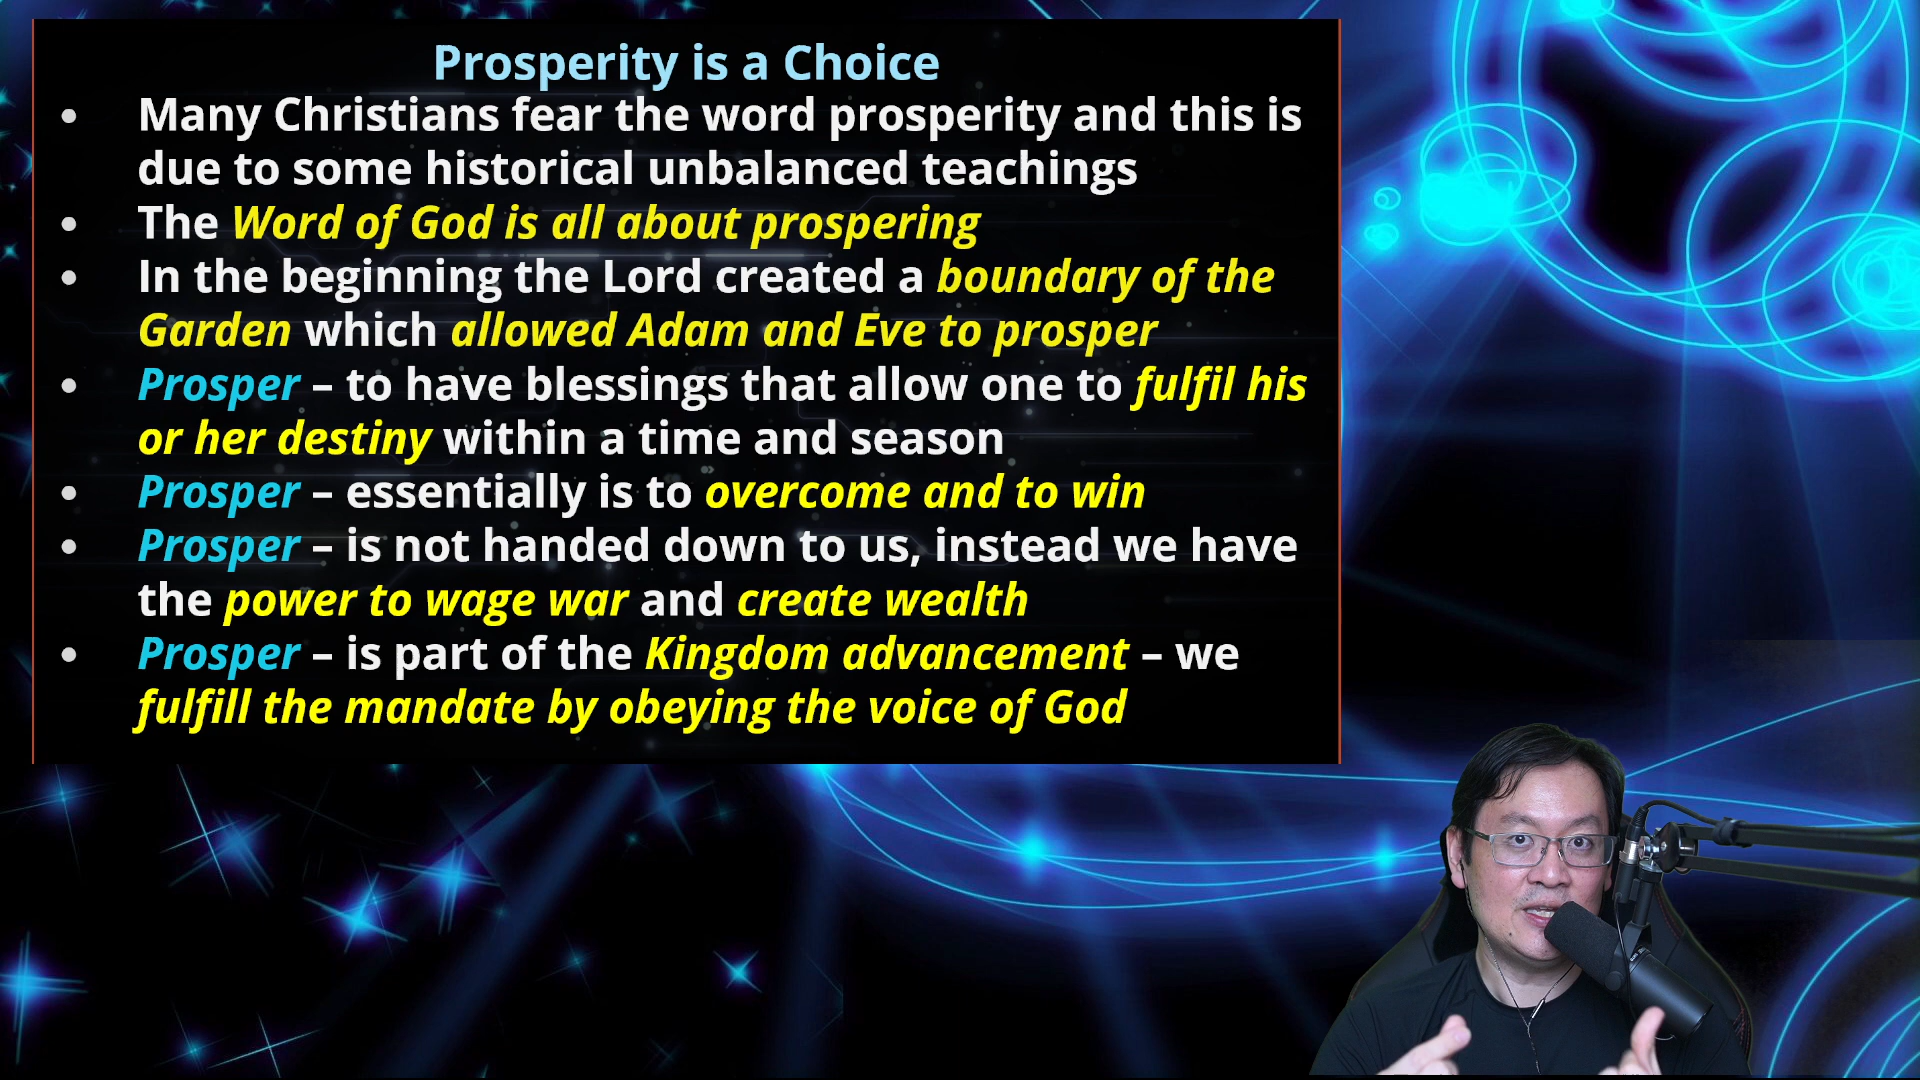 Prosperity is a Choice
• Many Christians fear the word prosperity and this is
due to some historical unbalanced teachings
• The Word of God is all about prospering
• In the beginning the Lord created a boundary of the
Garden which allowed Adam and Eve to prosper
• Prosper – to have blessings that allow one to fulfil his
or her destiny within a time and season
• Prosper – essentially is to overcome and to win
• Prosper – is not handed down to us, instead we have
the power to wage war and create wealth
• Prosper – is part of the Kingdom advancement – we
fulfill the mandate by obeying the voice of God